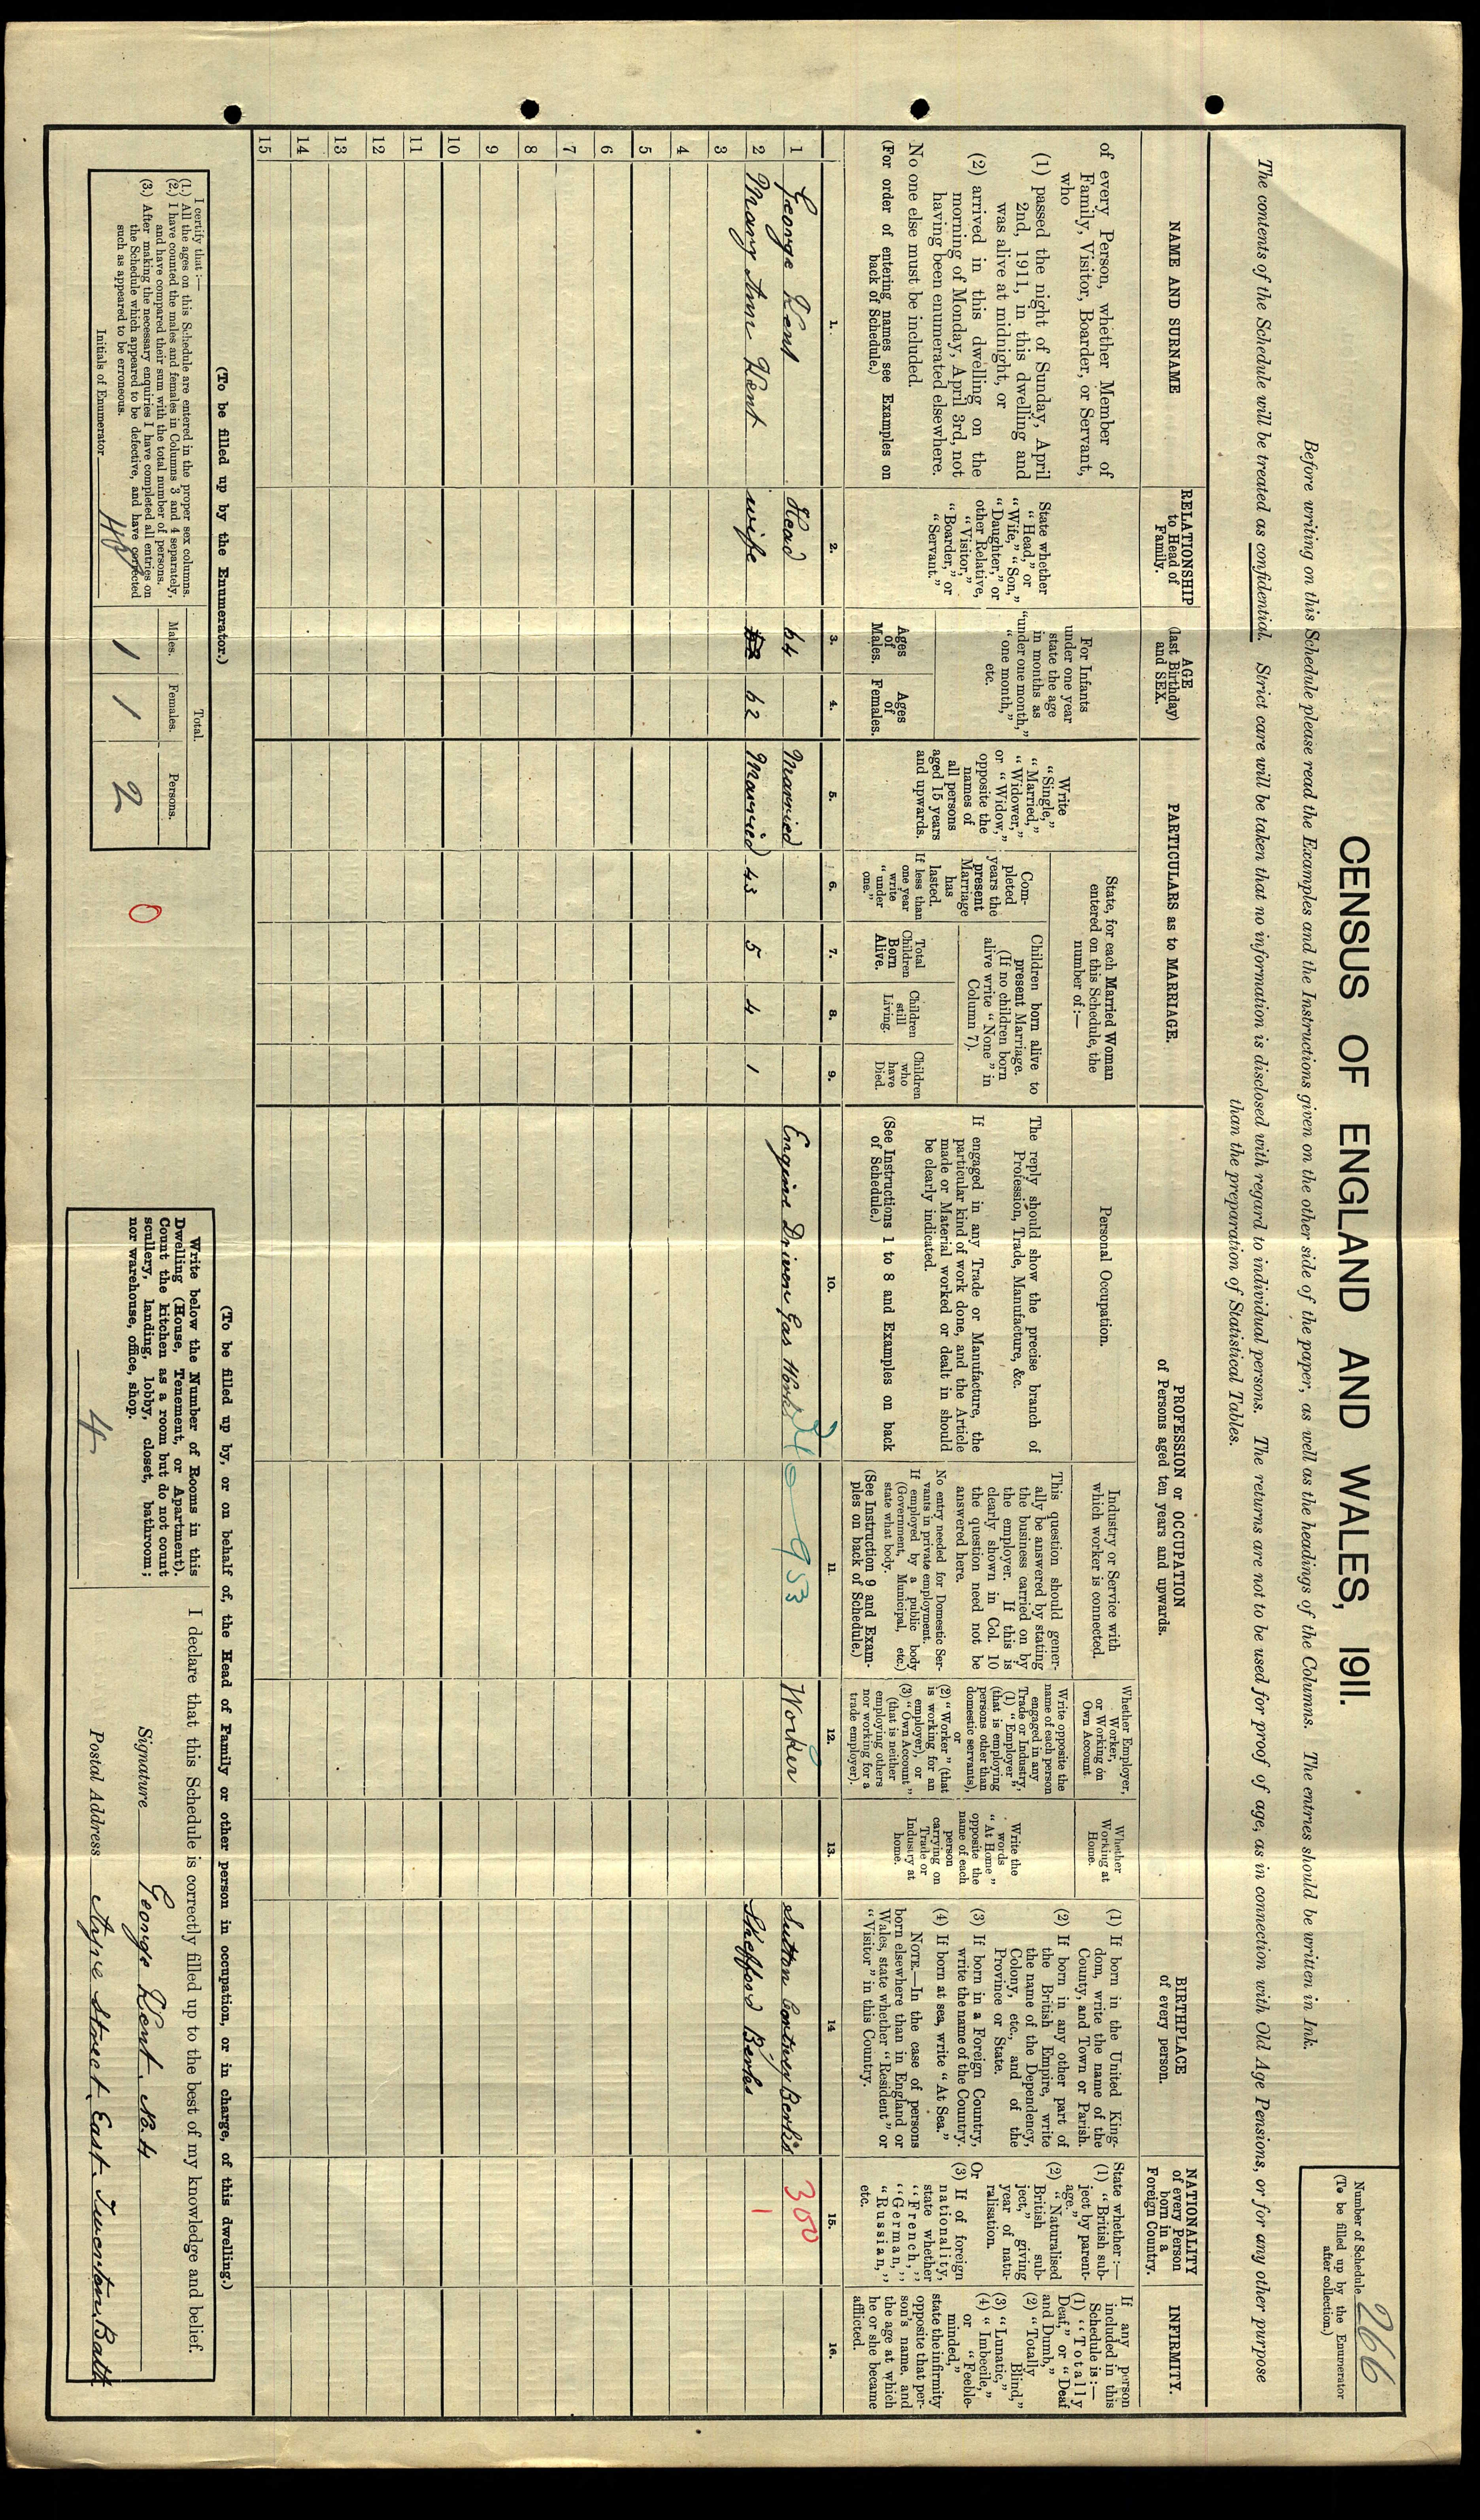 CENSUS OF ENGLAND AND WALES, 1911.
Number of Schedule 266
(To be filled up by the Enumerator
after collection.)
Before writing on this Schedule please read the Examples and the Instructions given on the other side of the paper, as well as the headings of the Columns. The entries should be written in Ink.
The contents of the Schedule will be treated as confidential. Strict care will be taken that no information is disclosed with regard to individual persons. The returns are not to be used for proof of age, as in connection with Old Age Pensions, or for any other purpose
than the preparation of Statistical Tables.
NAME AND SURNAME
of every Person, whether Member of
Family, Visitor, Boarder, or Servant,
who
(1) passed the night of Sunday, April
2nd, 1911, in this dwelling and
was alive at midnight, or
(2) arrived in this dwelling on the
morning of Monday, April 3rd, not
having been enumerated elsewhere.
No one else must be included.
(For order of entering names see Examples on
back of Schedule.)
RELATIONSHIP
to Head of
Family.
State whether
"Head," or
"Wife," "Son,"
"Daughter," or
other Relative,
"Visitor,"
"Boarder," or
"Servant."
AGE
(last Birthday)
and SEX.
For Infants
under one year
state the age
in months as
"under one month,"
"one month,"
etc.
Ages
of
Males.
Ages
of
Females.
PARTICULARS as to MARRIAGE.
Write
"Single,"
"Married,"
"Widower,"
or "Widow,"
opposite the
names of
all persons
aged 15 years
and upwards.
State, for each Married Woman
entered on this Schedule, the
number of:—
Com-
pleted
years the
present
Marriage
has
lasted.
If less than
one year
write
"under
one."
Children born alive to
present Marriage.
(If no children born
alive write "None" in
Column 7).
Total
Children
Born
Alive.
Children
still
Living.
Children
who
have
Died.
PROFESSION or OCCUPATION
of Persons aged ten years and upwards.
Personal Occupation.
The reply should show the precise branch of
Profession, Trade, Manufacture, &c.
If engaged in any Trade or Manufacture, the
particular kind of work done, and the Article
made or Material worked or dealt in should
be clearly indicated.
(See Instructions 1 to 8 and Examples on back
of Schedule.)
Industry or Service with
which worker is connected.
This question should gener-
ally be answered by stating
the business carried on by
the employer. If this is
clearly shown in Col. 10
the question need not be
answered here.
No entry needed for Domestic Ser-
vants in private employment.
If employed by a public body
(Government, Municipal, etc.)
state what body.
(See Instruction 9 and Exam-
ples on back of Schedule.)
Whether Employer,
Worker,
or Working on
Own Account
Write opposite the
name of each person
engaged in any
Trade or Industry,
(1) "Employer"
(that is employing
persons other than
domestic servants),
or
(2) "Worker" (that
is working for an
employer), or
(3) "Own Account"
(that is neither
employing others
nor working for a
trade employer).
Whether
Working at
Home.
Write the
words
"At Home"
opposite the
name of each
person
carrying on
Trade or
Industry at
home.
BIRTHPLACE
of every person.
(1) If born in the United King-
dom, write the name of the
County, and Town or Parish.
(2) If born in any other part of
the British Empire, write
the name of the Dependency,
Colony, etc., and of the
Province or State.
(3) If born in a Foreign Country,
write the name of the Country.
(4) If born at sea, write "At Sea."
NOTE.—In the case of persons
born elsewhere than in England or
Wales, state whether "Resident" or
"Visitor" in this Country.
NATIONALITY
of every Person
born in a
Foreign Country.
State whether:—
(1) "British sub-
ject by parent-
age."
(2) "Naturalised
British sub-
ject," giving
year of natu-
ralisation.
Or
(3) If of foreign
nationality,
state whether
"French,"
"German,"
"Russian,"
etc.
INFIRMITY.
If any person
included in this
Schedule is:—
(1) "Totally
Deaf," or "Deaf
and Dumb,"
(2) "Totally
Blind,"
(3) "Lunatic,"
(4) "Imbecile,"
or "Feeble-
minded,"
state the infirmity
opposite that per-
son's name, and
the age at which
he or she became
afflicted.
1. 2. 3. 4. 5. 6. 7. 8. 9. 10. 11. 12. 13. 14 15. 16.
1 George Kent Head 64 Married Engine Driver Gas Works 953 Worker Sutton Cortney Berks 300
2 Mary Ann Kent wife 62 Married 43 5 4 1 Shefford Berks 1
3
4
5
6
7
8
9
10
11
12
13
14
15
(To be filled up by the Enumerator.)
I certify that:—
(1.) All the ages on this Schedule are entered in the proper sex columns.
(2.) I have counted the males and females in Columns 3 and 4 separately,
and have compared their sum with the total number of persons.
(3.) After making the necessary enquiries I have completed all entries on
the Schedule which appeared to be defective, and have corrected
such as appeared to be erroneous.
Initials of Enumerator
Total.
Males. Females. Persons.
1 1 2
0
(To be filled up by, or on behalf of, the Head of Family or other person in occupation, or in charge, of this dwelling.)
Write below the Number of Rooms in this
Dwelling (House, Tenement, or Apartment).
Count the kitchen as a room but do not count
scullery, landing, lobby, closet, bathroom;
nor warehouse, office, shop.
4
I declare that this Schedule is correctly filled up to the best of my knowledge and belief.
Signature George Kent. No. 4
Postal Address Street East. Twerton. Bath